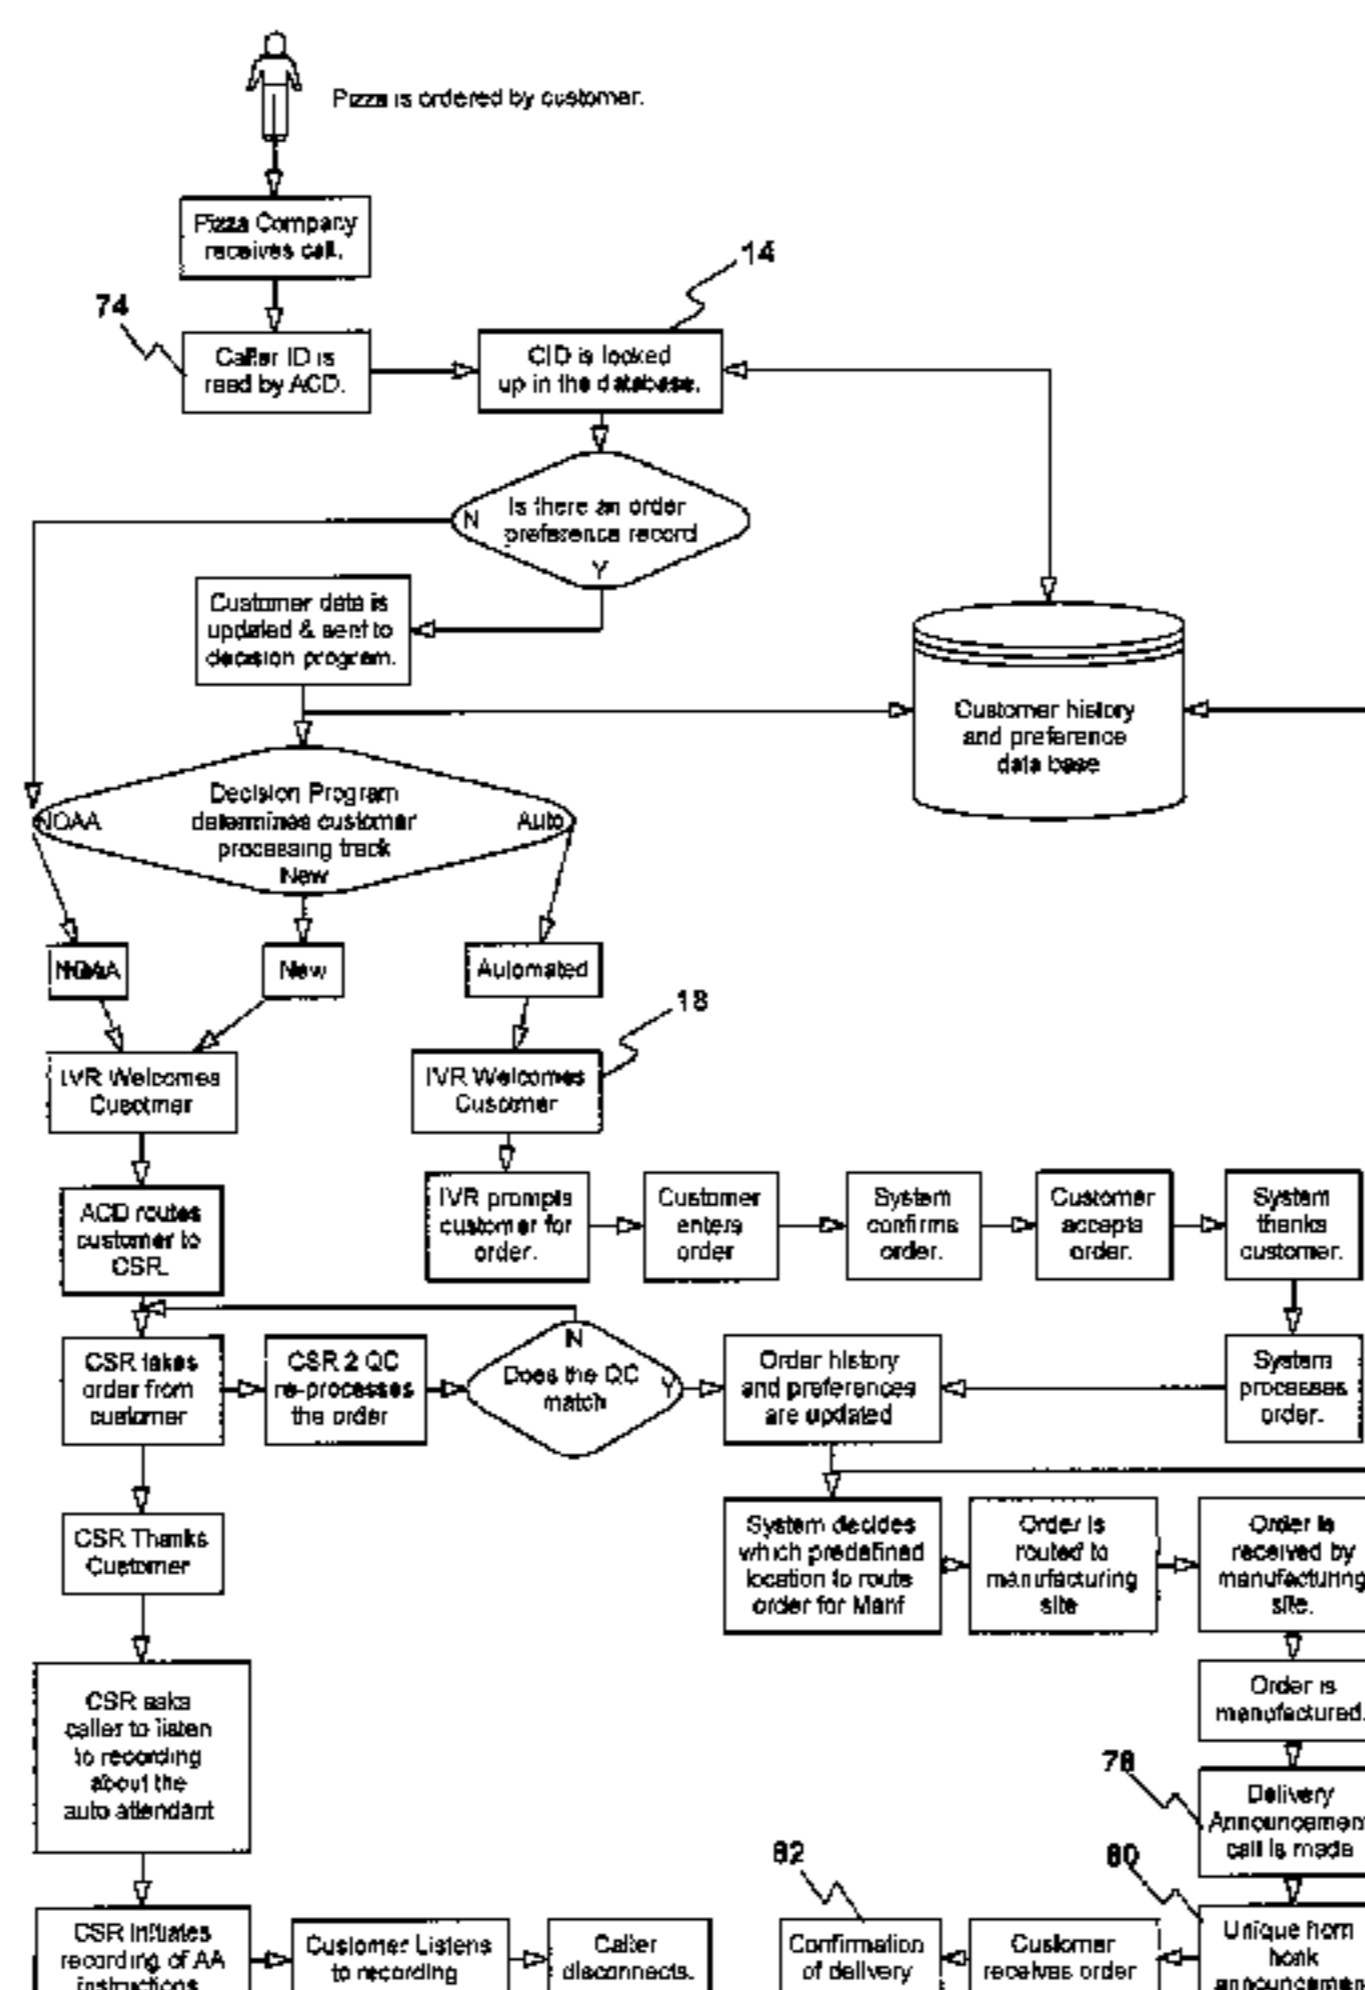 Pizza is ordered by customer.
Pizza Company
receives call.
14
74
Caller ID is
read by ACD.
CID is looked
up in the database.
Is there an order
N
preference record
Y
Customer data is
updated & sent to
decision program.
Customer history
and preference
data base
Decision Program
NOAA
determines customer
Auto
processing track
New
NOAA
New
Automated
18
IVR Welcomes
Cusotmer
IVR Welcomes
Cusotmer
ACD routes
customer to
CSR.
IVR prompts
customer for
order.
Customer
enters
order
System
confirms
order.
Customer
accepts
order.
System
thanks
customer.
CSR takes
order from
customer
CSR 2 QC
re-processes
the order
N
Does the QC
Y
match
Order history
and preferences
are updated
System
processes
order.
CSR Thanks
Customer
System decides
which predefined
location to route
order for Manf
Order is
routed to
manufacturing
site
Order is
received by
manufacturing
site.
CSR asks
caller to listen
to recording
about the
auto attendant
Order is
manufactured.
78
Delivery
Announcement
call is made
82
80
CSR initiates
recording of AA
instructions
Customer Listens
to recording
Caller
disconnects.
Confirmation
of delivery
Customer
receives order
Unique horn
honk
announcement